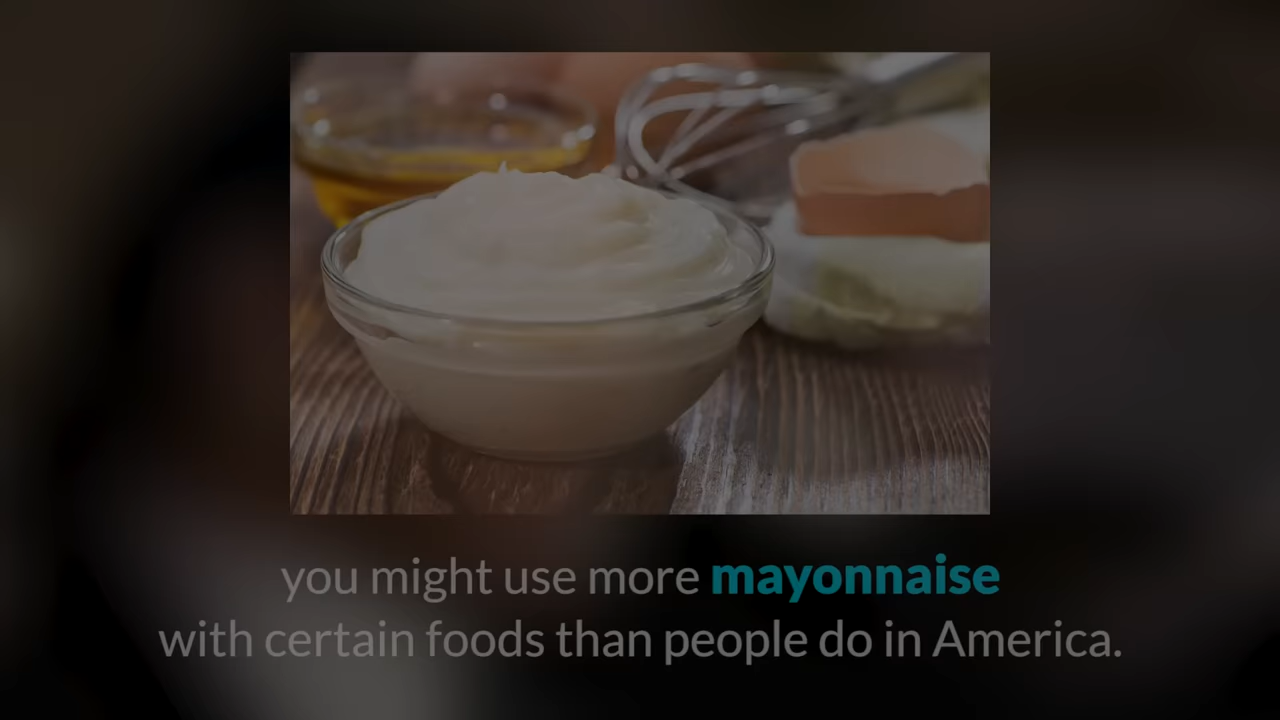 you might use more mayonnaise
with certain foods than people do in America.